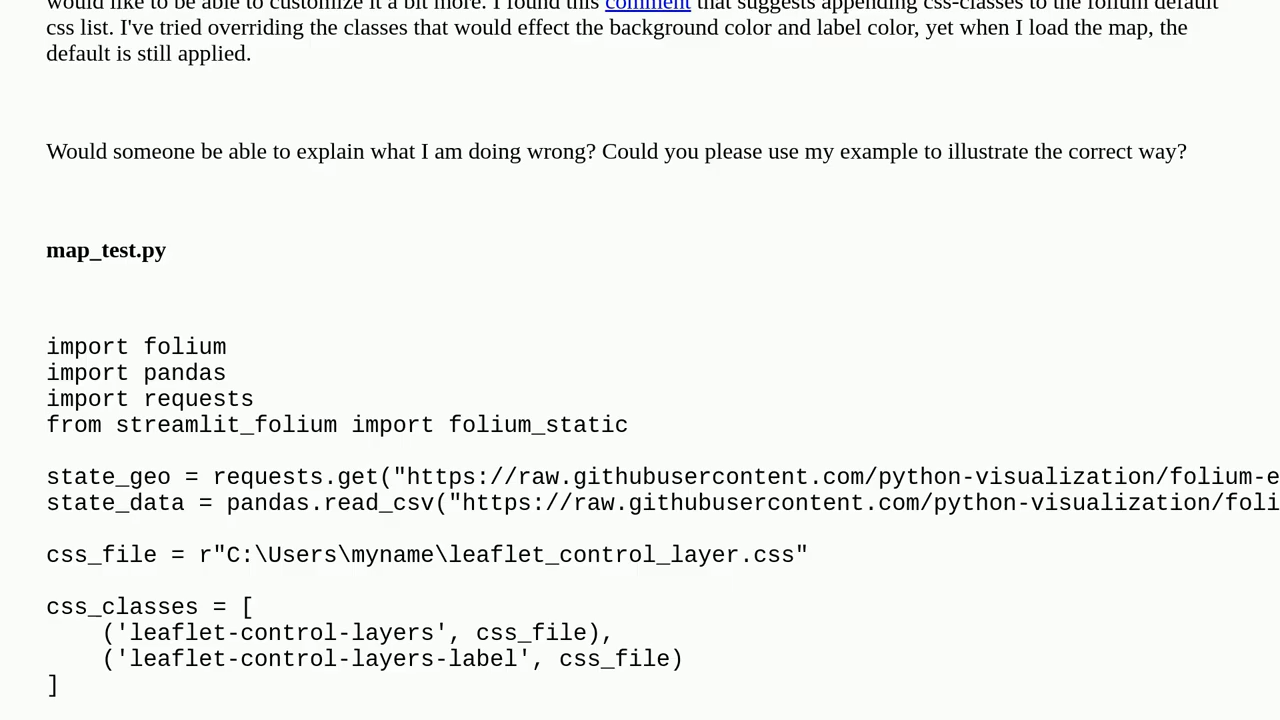 would like to be able to customize it a bit more. I found this comment that suggests appending css-classes to the folium default
css list. I've tried overriding the classes that would effect the background color and label color, yet when I load the map, the
default is still applied.
Would someone be able to explain what I am doing wrong? Could you please use my example to illustrate the correct way?
map_test.py
import folium
import pandas
import requests
from streamlit_folium import folium_static
state_geo = requests.get("https://raw.githubusercontent.com/python-visualization/folium-e
state_data = pandas.read_csv("https://raw.githubusercontent.com/python-visualization/foli
css_file = r"C:\Users\myname\leaflet_control_layer.css"
css_classes = [
    ('leaflet-control-layers', css_file),
    ('leaflet-control-layers-label', css_file)
]